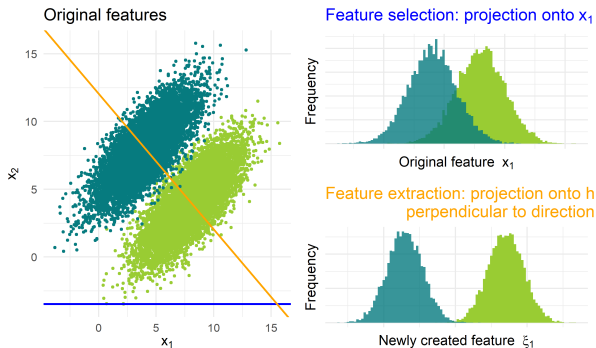 Original features
15
10
5
0
0
5
10
15
x₂
x₁
Feature selection: projection onto x₁
Frequency
Original feature x₁
Feature extraction: projection onto h
perpendicular to direction
Frequency
Newly created feature ξ₁